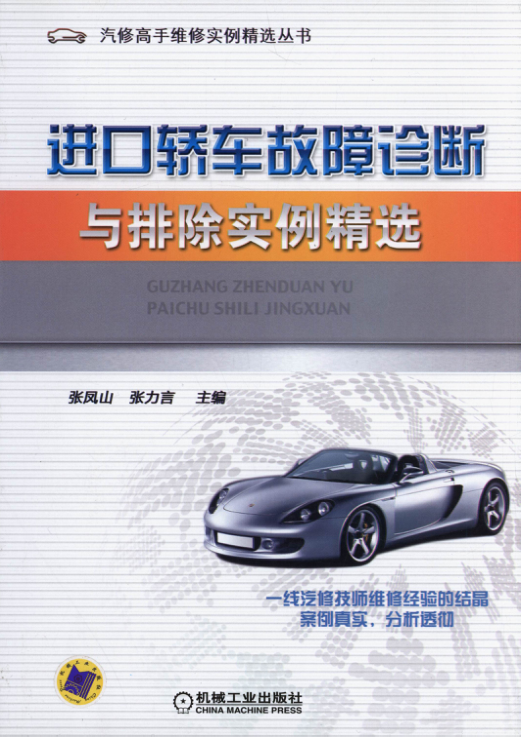 汽修高手维修实例精选丛书
进口轿车故障诊断
与排除实例精选
GUZHANG ZHENDUAN YU
PAICHU SHILI JINGXUAN
张凤山 张力言 主编
一线汽修技师维修经验的结晶
案例真实，分析透彻
机械工业出版社
CHINA MACHINE PRESS